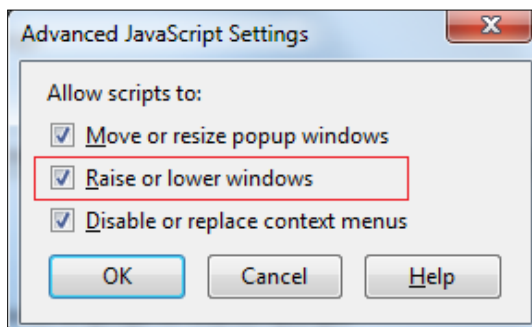 Advanced JavaScript Settings
Allow scripts to:
Move or resize popup windows
Raise or lower windows
Disable or replace context menus
OK Cancel Help